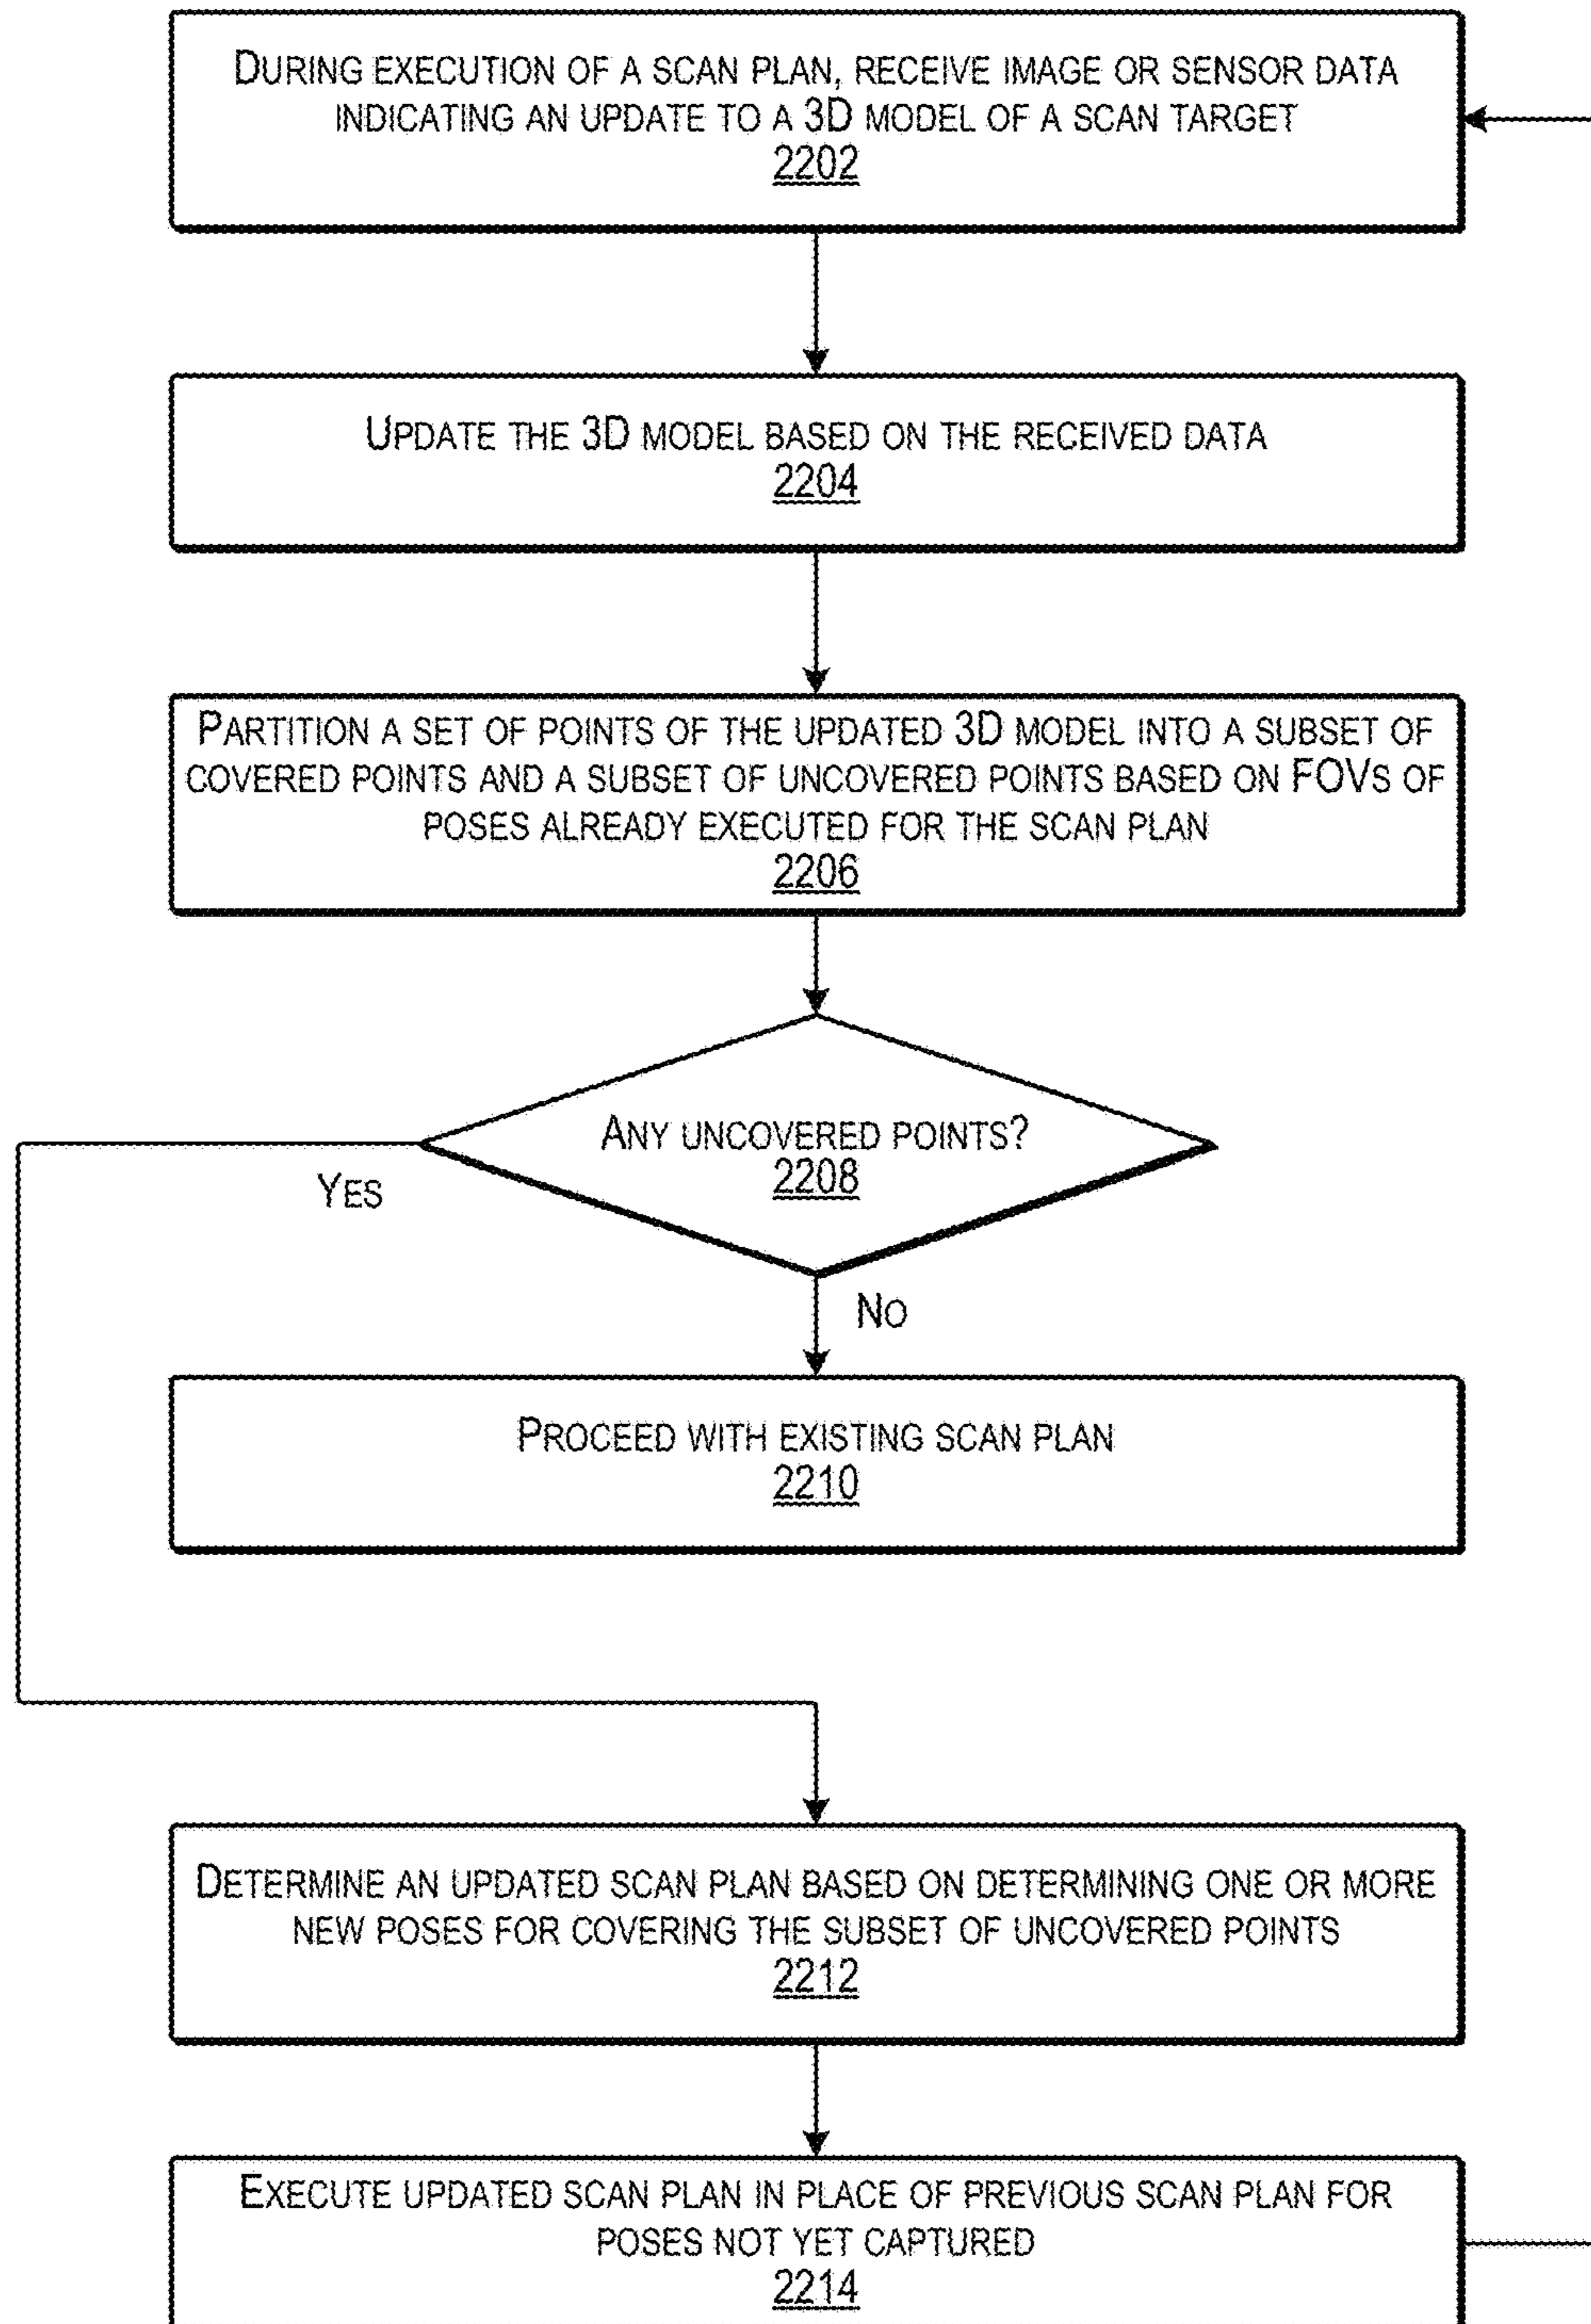 DURING EXECUTION OF A SCAN PLAN, RECEIVE IMAGE OR SENSOR DATA
INDICATING AN UPDATE TO A 3D MODEL OF A SCAN TARGET
2202
UPDATE THE 3D MODEL BASED ON THE RECEIVED DATA
2204
PARTITION A SET OF POINTS OF THE UPDATED 3D MODEL INTO A SUBSET OF
COVERED POINTS AND A SUBSET OF UNCOVERED POINTS BASED ON FOVS OF
POSES ALREADY EXECUTED FOR THE SCAN PLAN
2206
ANY UNCOVERED POINTS?
2208
YES
NO
PROCEED WITH EXISTING SCAN PLAN
2210
DETERMINE AN UPDATED SCAN PLAN BASED ON DETERMINING ONE OR MORE
NEW POSES FOR COVERING THE SUBSET OF UNCOVERED POINTS
2212
EXECUTE UPDATED SCAN PLAN IN PLACE OF PREVIOUS SCAN PLAN FOR
POSES NOT YET CAPTURED
2214